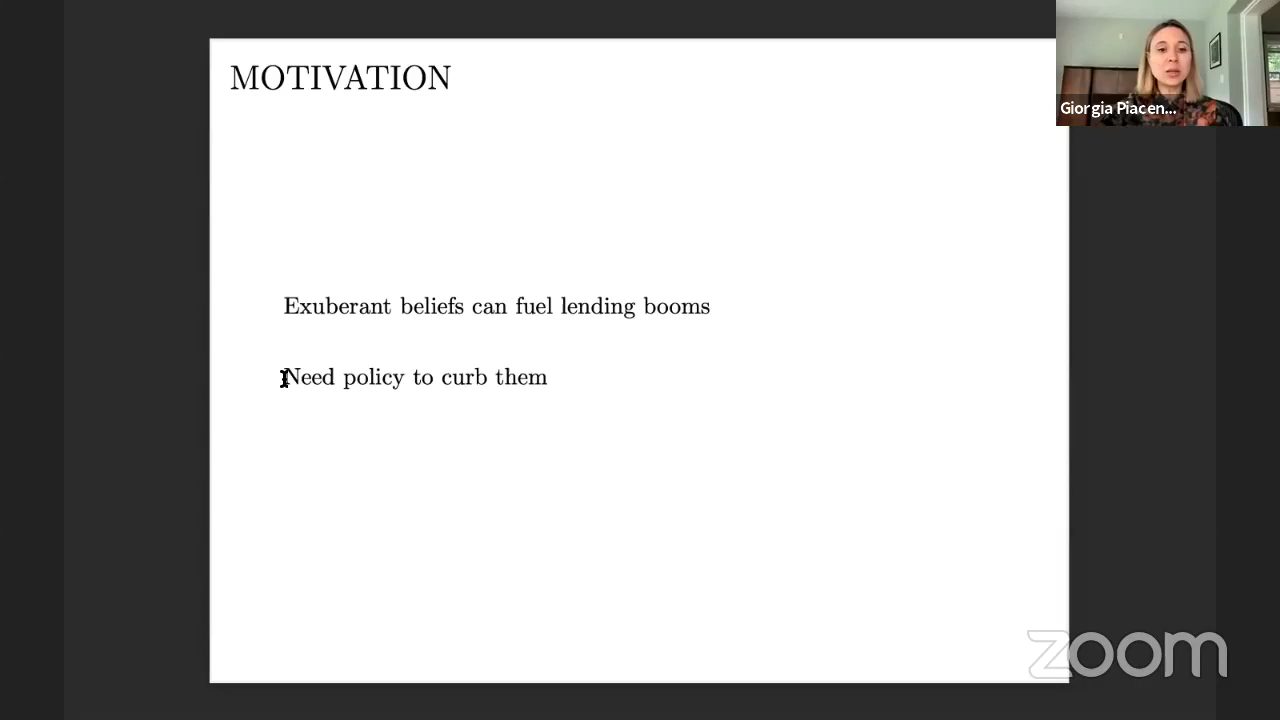 MOTIVATION
Giorgia Piacen...
Exuberant beliefs can fuel lending booms
Need policy to curb them
zoom